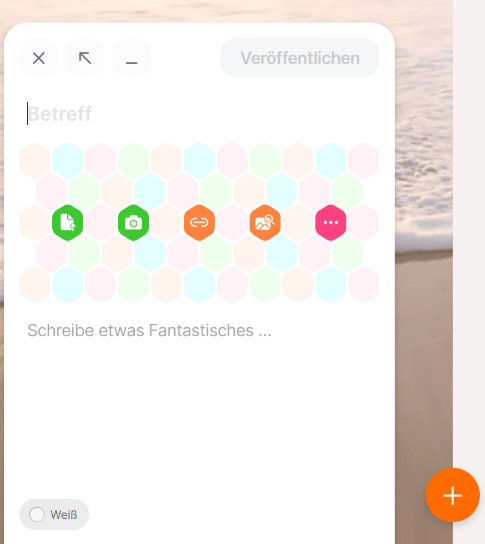 Veröffentlichen
Betreff
Schreibe etwas Fantastisches ...
Weiß